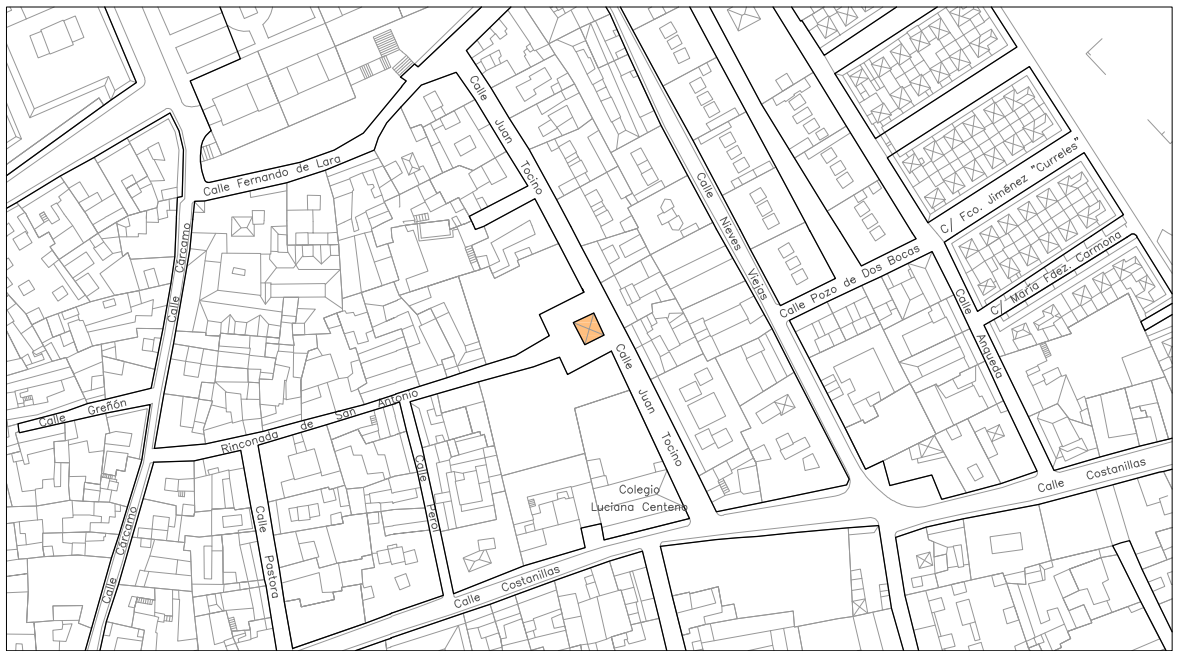 Calle Juan Tocino
Calle Fernando de Lara
C/ Fco. Jiménez "Curreles"
Calle Nieves Viejas
Calle Cárcamo
C/ María Fdez. Carmona
Calle Pozo de Dos Bocas
Calle Anqueda
Calle Juan Tocino
Calle Greñón
Rinconada de San Antonio
Calle Perol
Calle Costanillas
Colegio
Luciana Centeno
Calle Cárcamo
Calle Pastora
Calle Costanillas